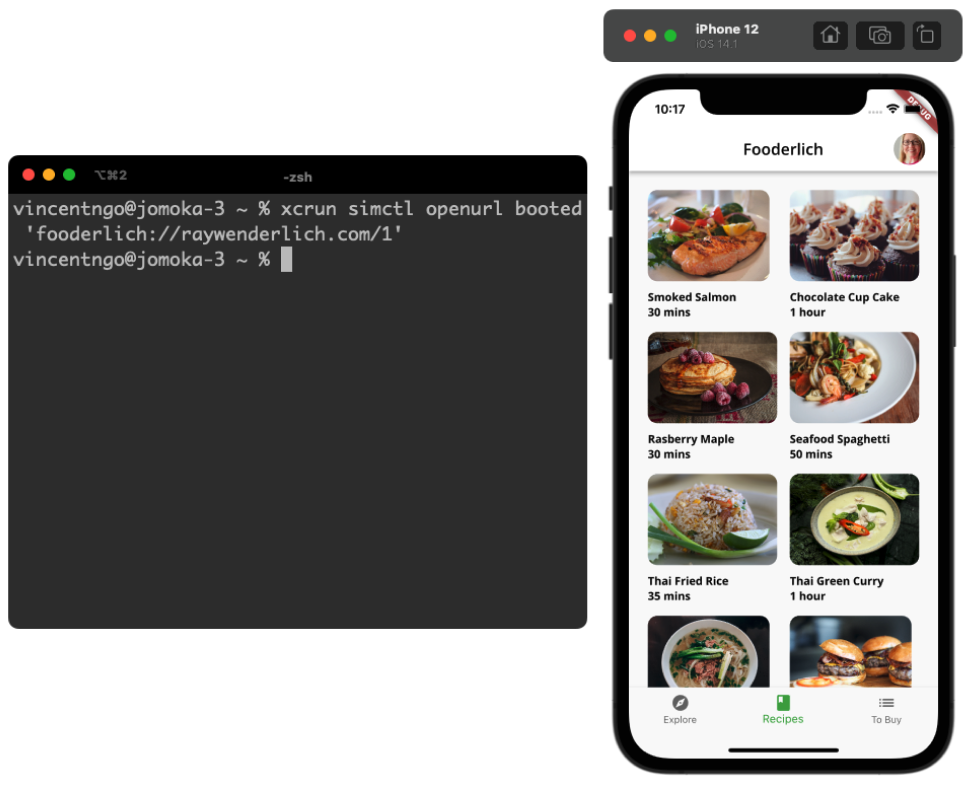 iPhone 12
iOS 14.1
10:17
DEBUG
Fooderlich
⌥⌘2
-zsh
vincentngo@jomoka-3 ~ % xcrun simctl openurl booted
'fooderlich://raywenderlich.com/1'
vincentngo@jomoka-3 ~ %
Smoked Salmon
30 mins
Chocolate Cup Cake
1 hour
Rasberry Maple
30 mins
Seafood Spaghetti
50 mins
Thai Fried Rice
35 mins
Thai Green Curry
1 hour
Explore
Recipes
To Buy